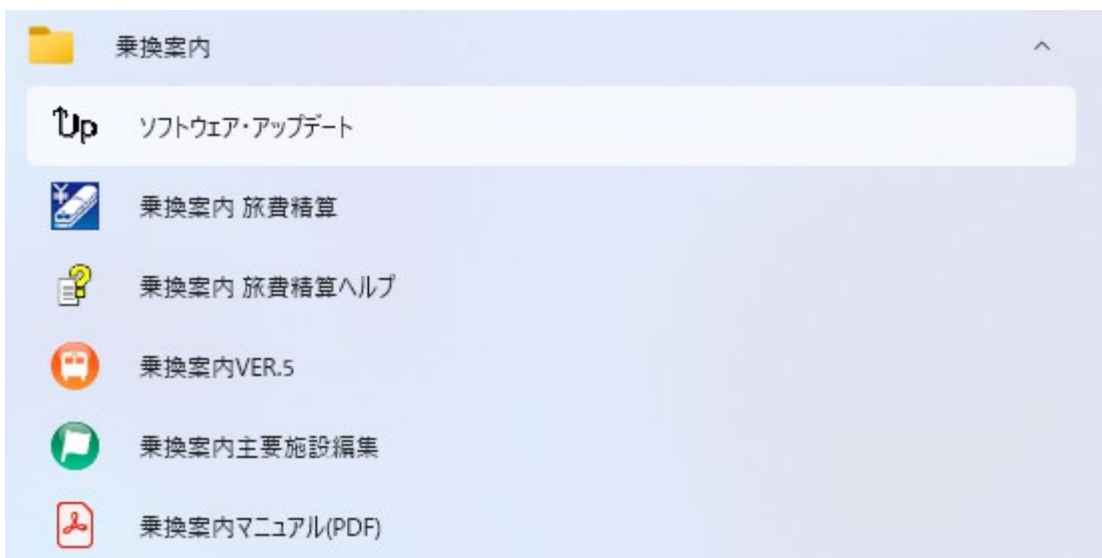 乗換案内
Up ソフトウェア・アップデート
¥ 乗換案内 旅費精算
? 乗換案内 旅費精算ヘルプ
乗換案内VER.5
乗換案内主要施設編集
乗換案内マニュアル(PDF)